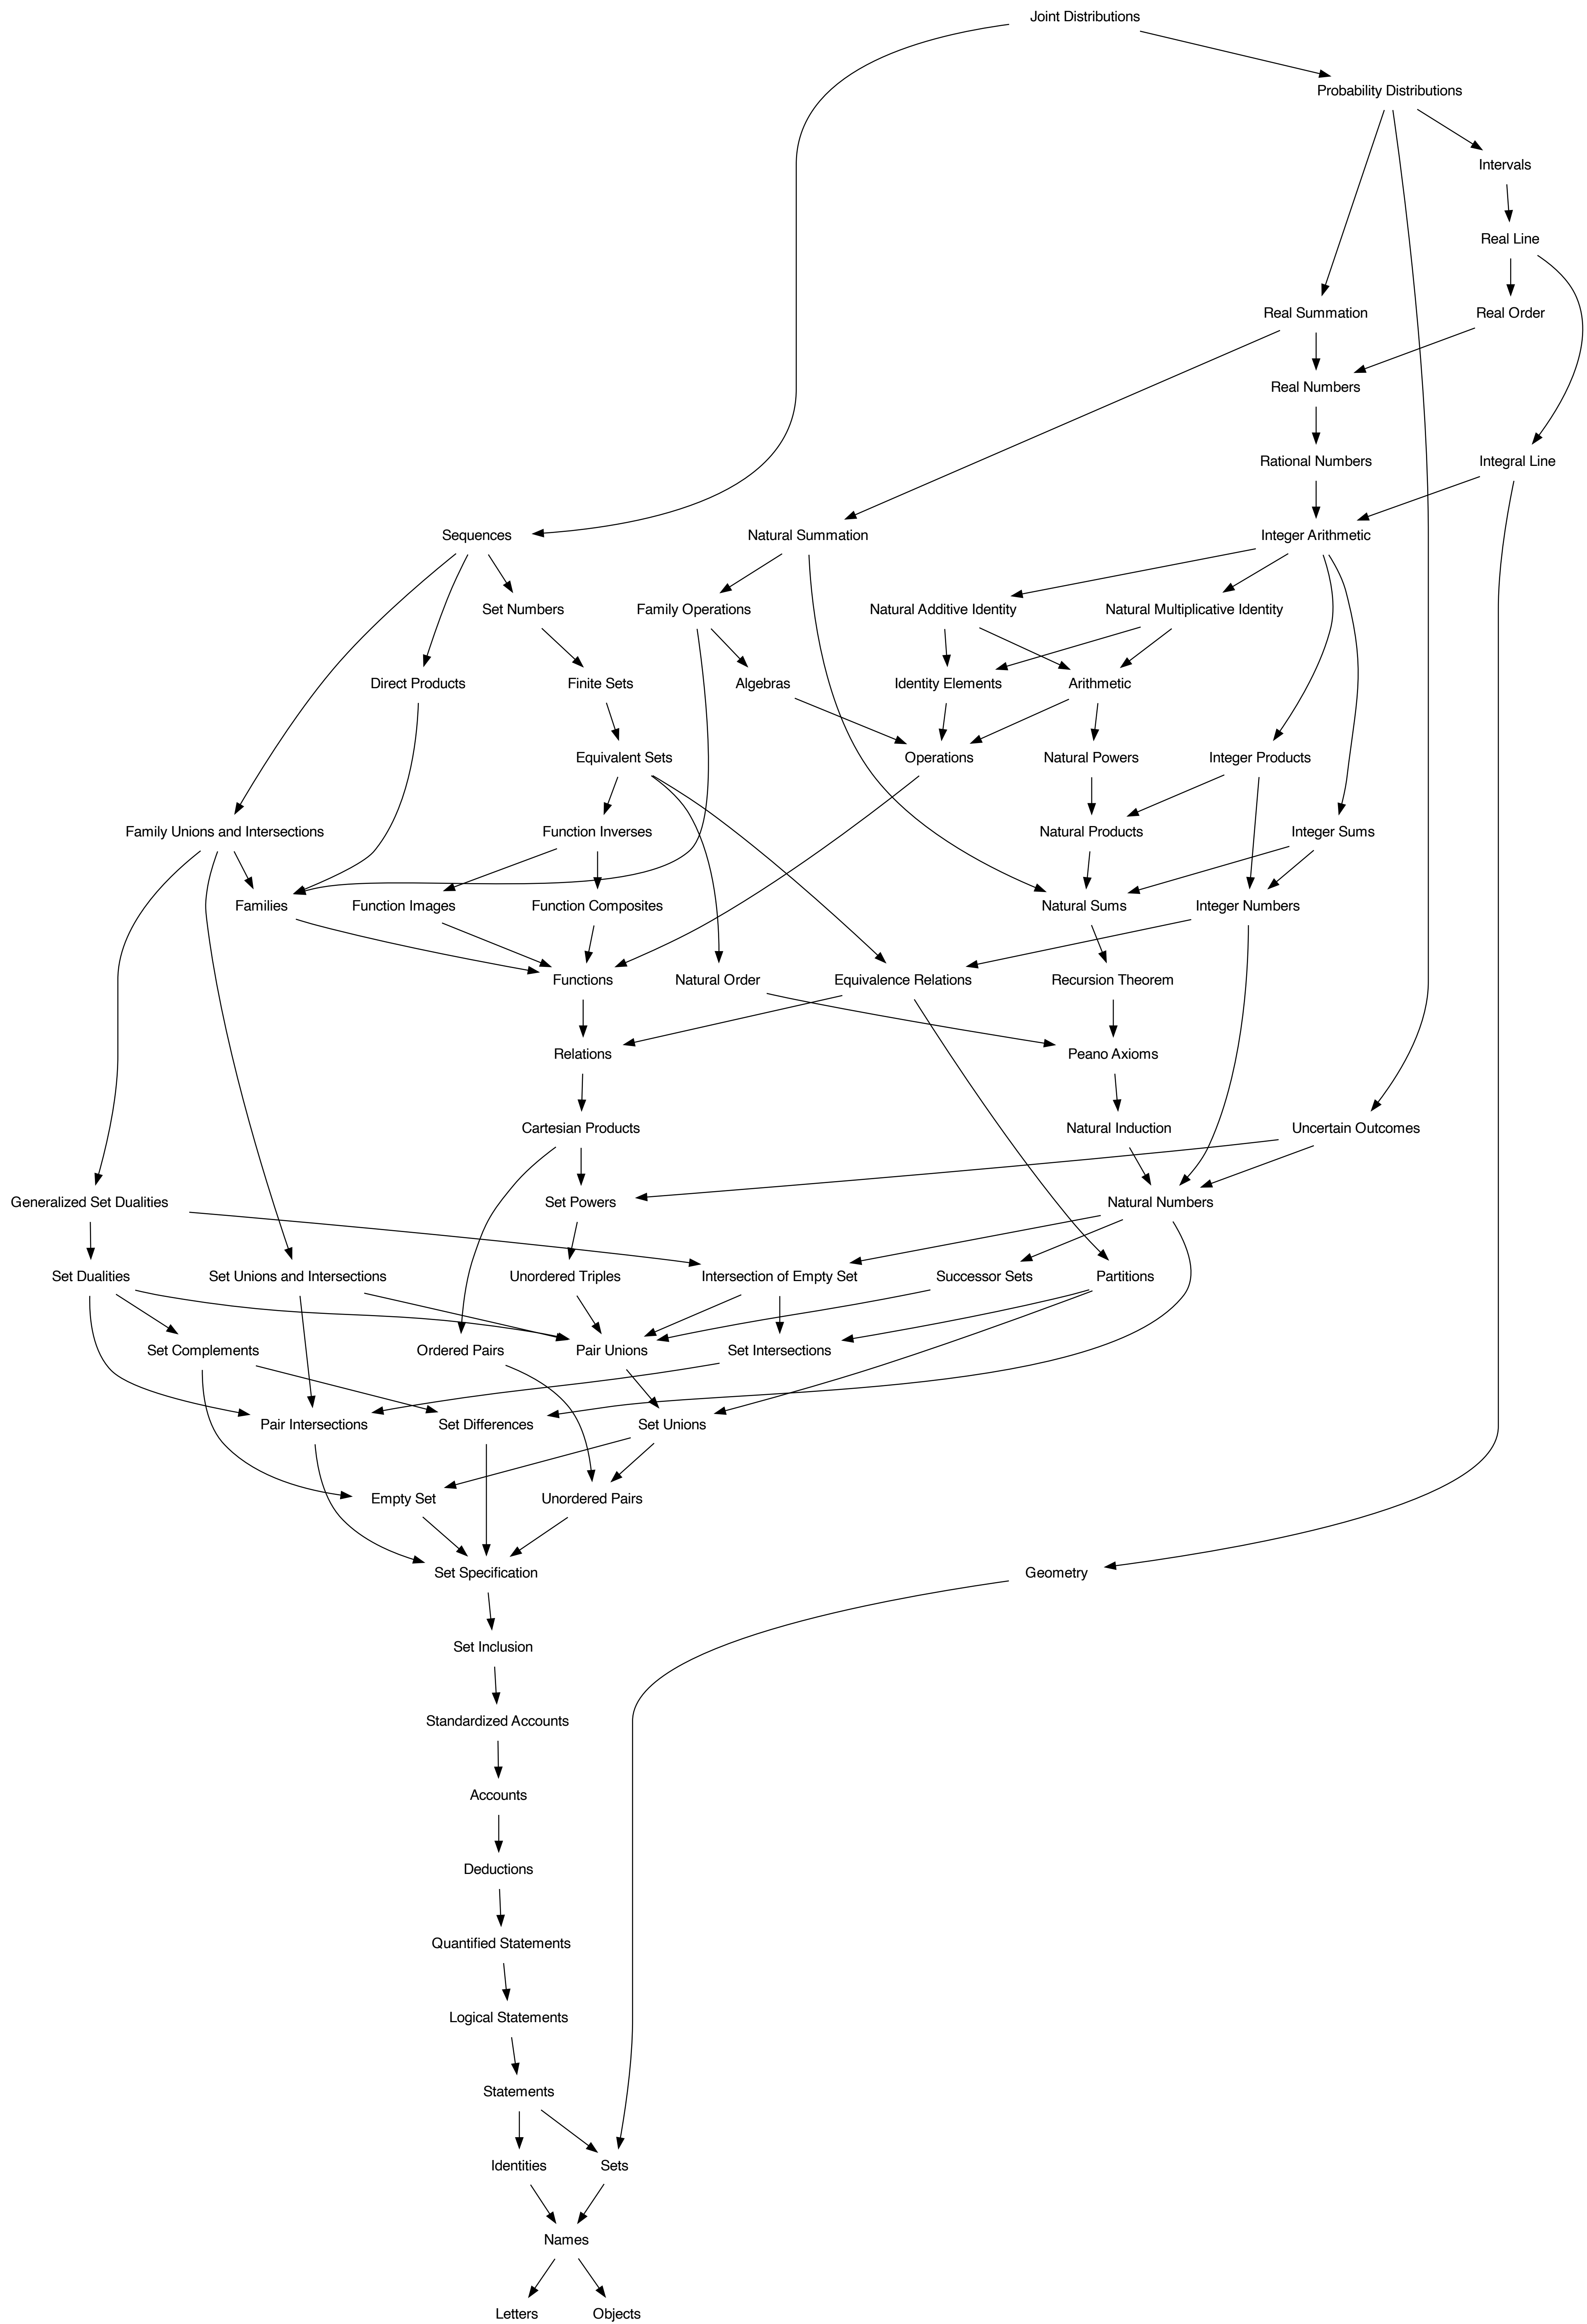 Joint Distributions
Probability Distributions
Intervals
Real Line
Real Summation
Real Order
Real Numbers
Rational Numbers
Integral Line
Sequences
Natural Summation
Integer Arithmetic
Set Numbers
Family Operations
Natural Additive Identity
Natural Multiplicative Identity
Direct Products
Finite Sets
Algebras
Identity Elements
Arithmetic
Equivalent Sets
Operations
Natural Powers
Integer Products
Family Unions and Intersections
Function Inverses
Natural Products
Integer Sums
Families
Function Images
Function Composites
Natural Sums
Integer Numbers
Functions
Natural Order
Equivalence Relations
Recursion Theorem
Relations
Peano Axioms
Cartesian Products
Natural Induction
Uncertain Outcomes
Generalized Set Dualities
Set Powers
Natural Numbers
Set Dualities
Set Unions and Intersections
Unordered Triples
Intersection of Empty Set
Successor Sets
Partitions
Set Complements
Ordered Pairs
Pair Unions
Set Intersections
Pair Intersections
Set Differences
Set Unions
Empty Set
Unordered Pairs
Set Specification
Geometry
Set Inclusion
Standardized Accounts
Accounts
Deductions
Quantified Statements
Logical Statements
Statements
Identities
Sets
Names
Letters
Objects